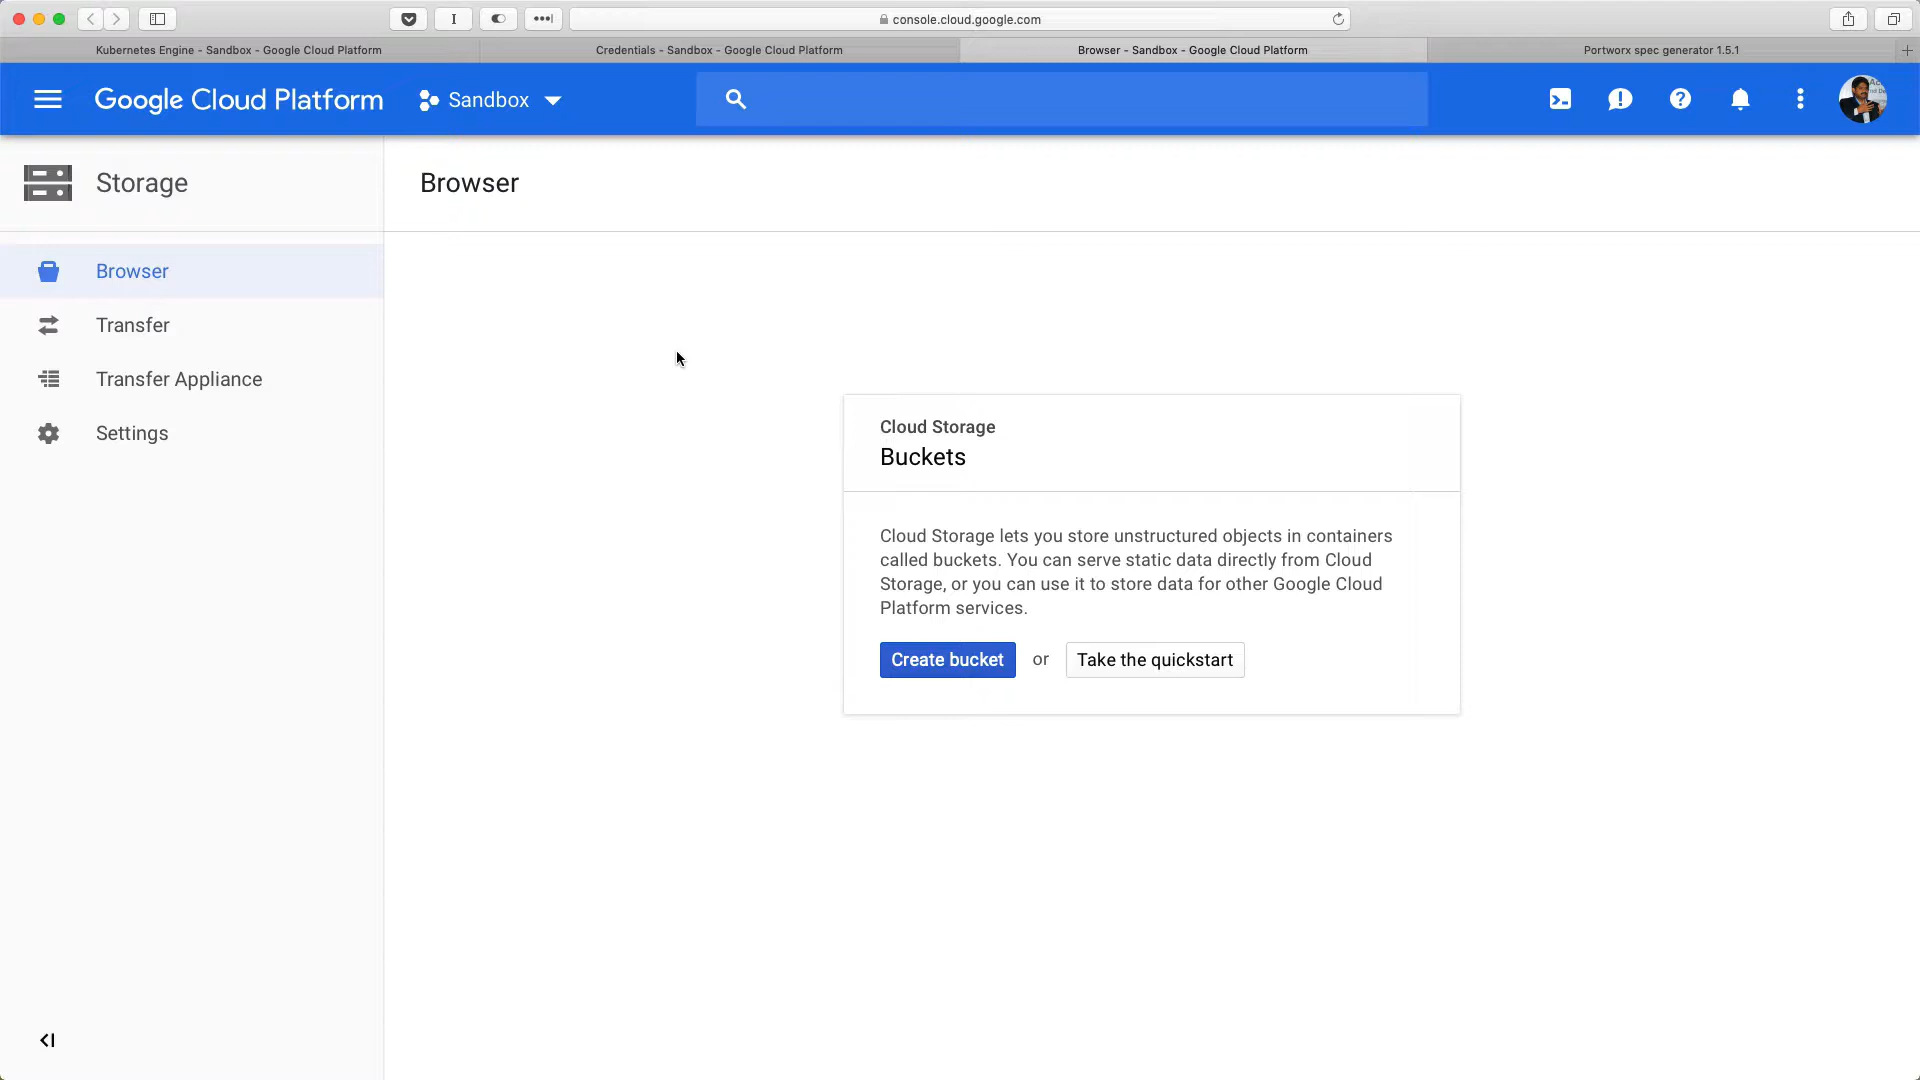 console.cloud.google.com
Kubernetes Engine - Sandbox - Google Cloud Platform
Credentials - Sandbox - Google Cloud Platform
Browser - Sandbox - Google Cloud Platform
Portworx spec generator 1.5.1
Google Cloud Platform
Sandbox
Storage
Browser
Browser
Transfer
Transfer Appliance
Settings
Cloud Storage
Buckets
Cloud Storage lets you store unstructured objects in containers
called buckets. You can serve static data directly from Cloud
Storage, or you can use it to store data for other Google Cloud
Platform services.
Create bucket or Take the quickstart